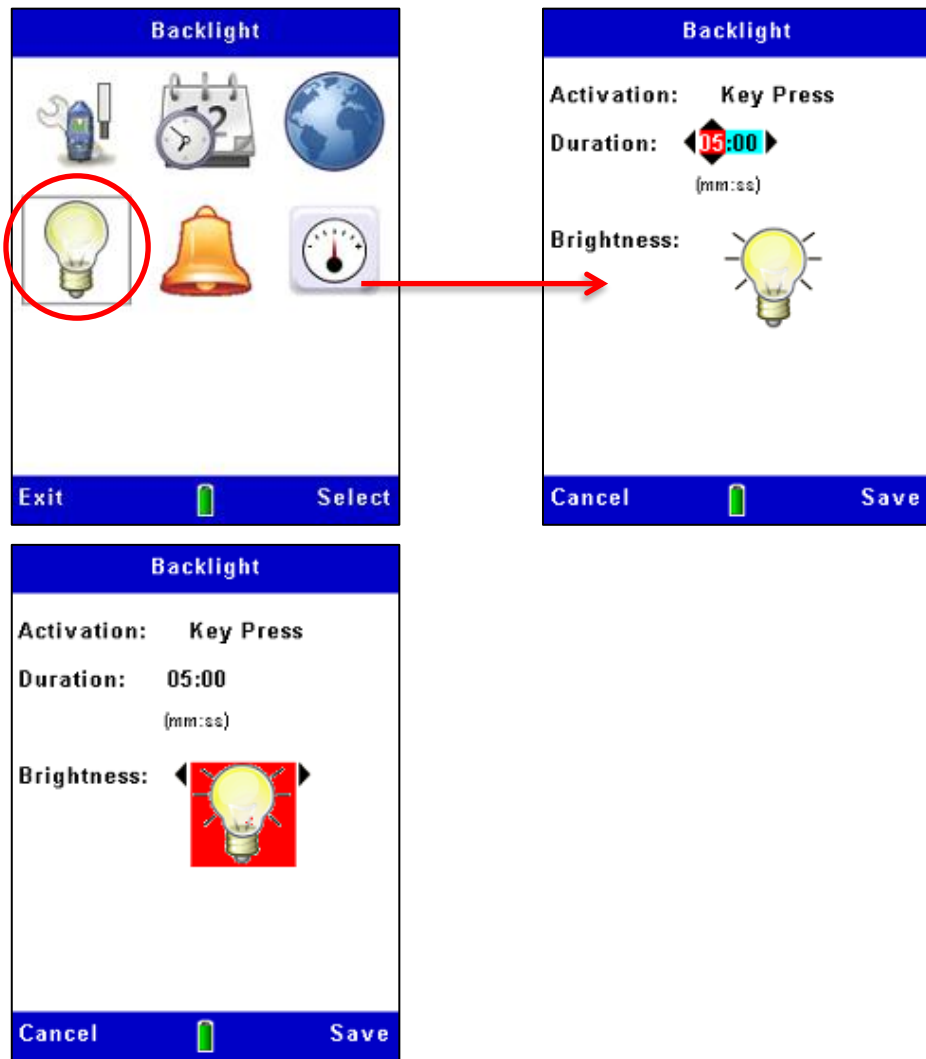 Backlight
12
Exit Select
Backlight
Activation: Key Press
Duration: 05:00
(mm:ss)
Brightness:
Cancel Save
Backlight
Activation: Key Press
Duration: 05:00
(mm:ss)
Brightness:
Cancel Save